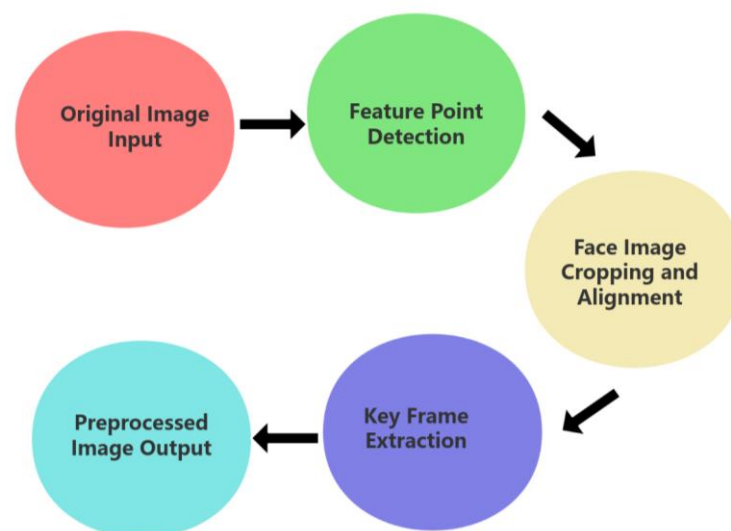 Original Image
Input
Feature Point
Detection
Face Image
Cropping and
Alignment
Key Frame
Extraction
Preprocessed
Image Output